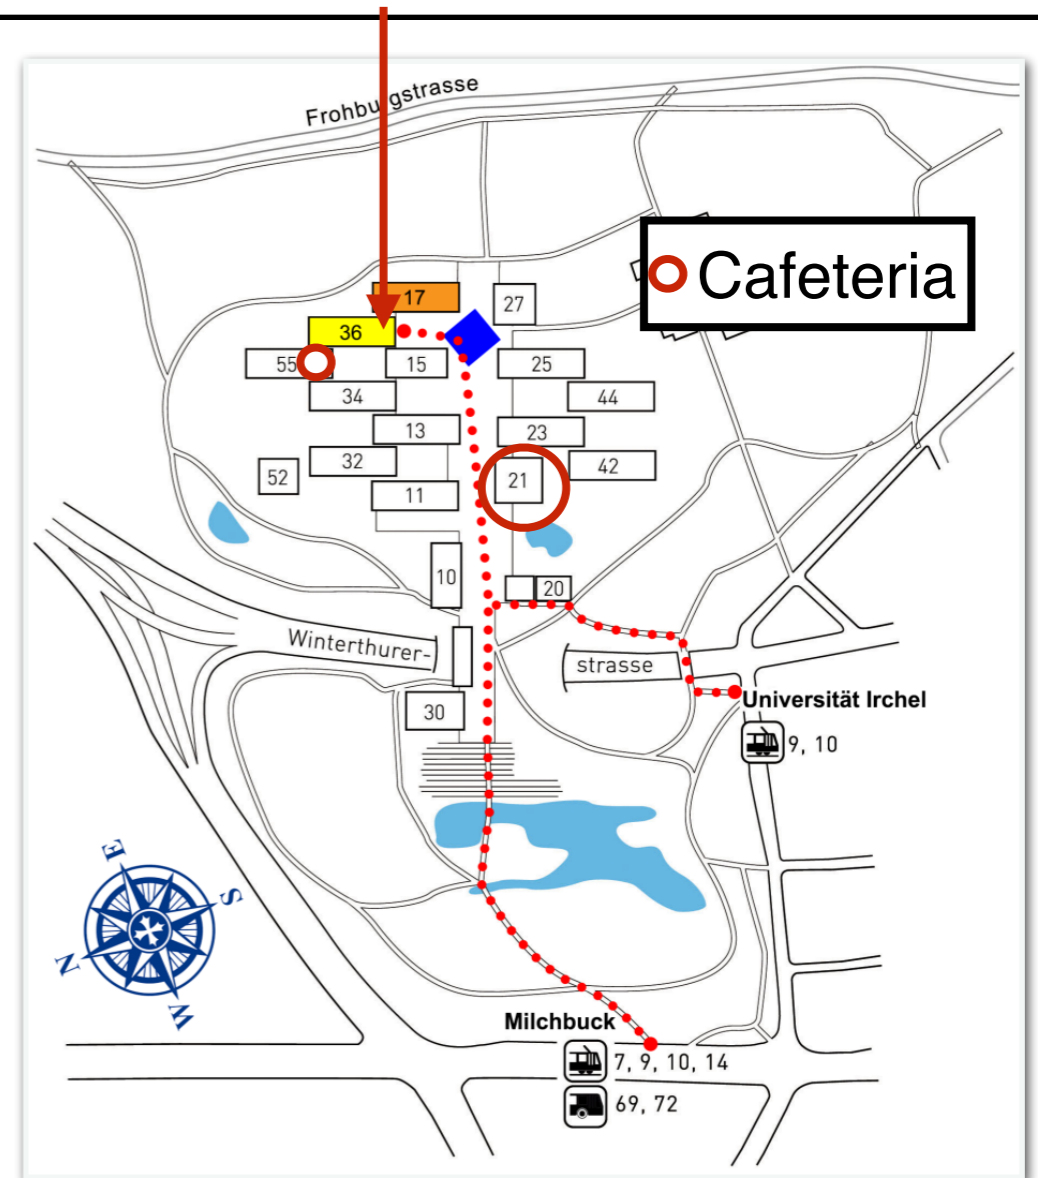 Frohburgstrasse
Cafeteria
17
27
36
55
15
25
34
44
13
23
32
42
52
21
11
10
20
Winterthurer-
strasse
30
Universität Irchel
9, 10
E
S
N
W
Milchbuck
7, 9, 10, 14
69, 72